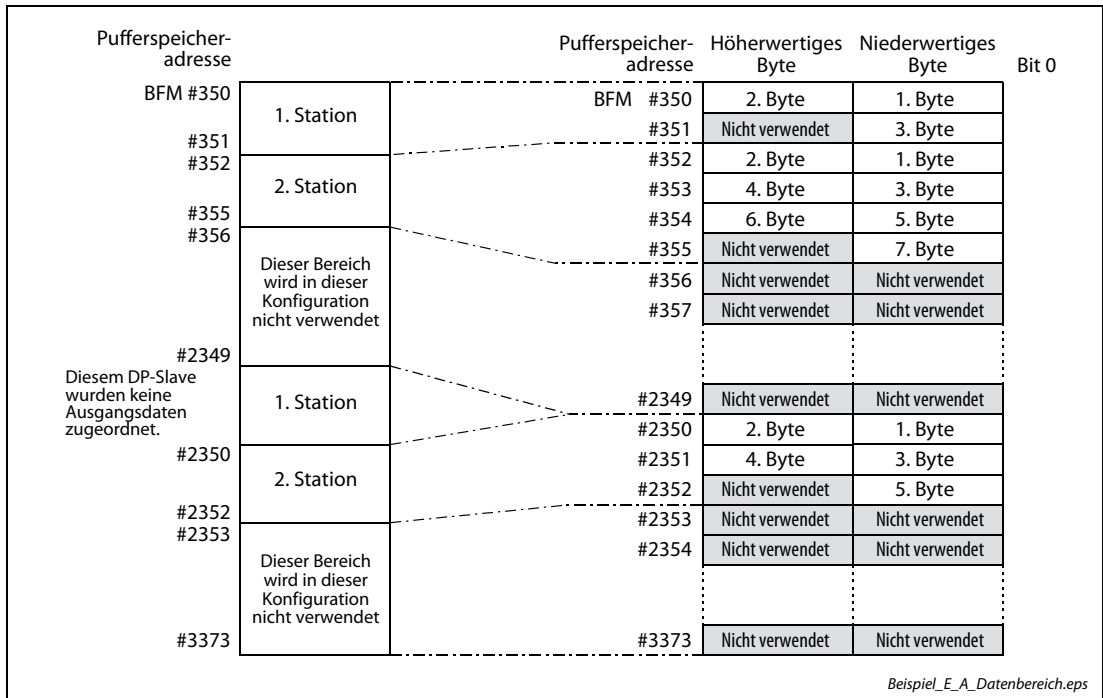 Pufferspeicher-
adresse
BFM #350
1. Station
#351
#352
2. Station
#355
#356
Dieser Bereich
wird in dieser
Konfiguration
nicht verwendet
#2349
Diesem DP-Slave
wurden keine
Ausgangsdaten
zugeordnet.
1. Station
#2350
2. Station
#2352
#2353
Dieser Bereich
wird in dieser
Konfiguration
nicht verwendet
#3373
Pufferspeicher-
adresse
Höherwertiges
Byte
Niederwertiges
Byte
Bit 0
BFM #350 2. Byte 1. Byte
#351 Nicht verwendet 3. Byte
#352 2. Byte 1. Byte
#353 4. Byte 3. Byte
#354 6. Byte 5. Byte
#355 Nicht verwendet 7. Byte
#356 Nicht verwendet Nicht verwendet
#357 Nicht verwendet Nicht verwendet
#2349 Nicht verwendet Nicht verwendet
#2350 2. Byte 1. Byte
#2351 4. Byte 3. Byte
#2352 Nicht verwendet 5. Byte
#2353 Nicht verwendet Nicht verwendet
#2354 Nicht verwendet Nicht verwendet
#3373 Nicht verwendet Nicht verwendet
Beispiel_E_A_Datenbereich.eps